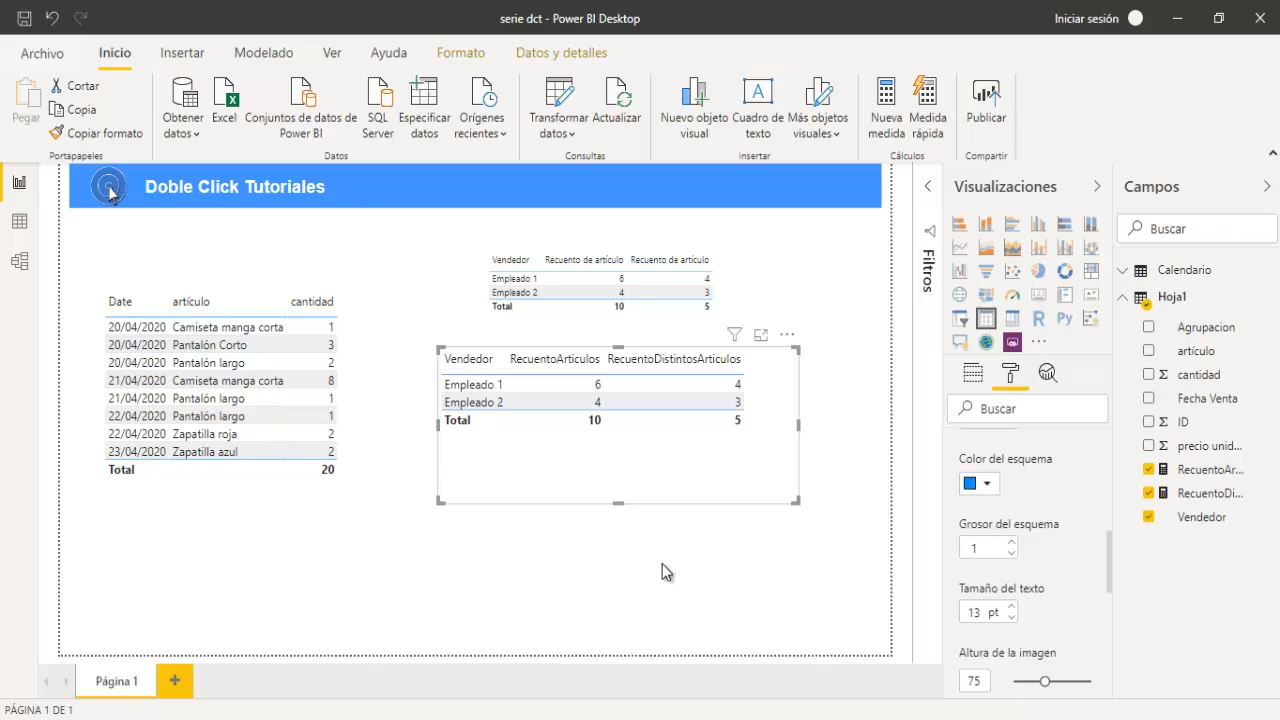 serie dct - Power BI Desktop
Iniciar sesión
Archivo Inicio Insertar Modelado Ver Ayuda Formato Datos y detalles
Pegar
Cortar
Copia
Copiar formato
Portapapeles
Obtener datos
Excel
Conjuntos de datos de Power BI
SQL Server
Especificar datos
Orígenes recientes
Datos
Transformar datos
Actualizar
Consultas
Nuevo objeto visual
Cuadro de texto
Más objetos visuales
Insertar
Nueva medida
Medida rápida
Cálculos
Publicar
Compartir
Doble Click Tutoriales
Vendedor Recuento de artículo Recuento de artículo
Empleado 1 6 4
Empleado 2 4 3
Total 10 5
Date artículo cantidad
20/04/2020 Camiseta manga corta 1
20/04/2020 Pantalón Corto 3
20/04/2020 Pantalón largo 2
21/04/2020 Camiseta manga corta 8
21/04/2020 Pantalón largo 1
22/04/2020 Pantalón largo 1
22/04/2020 Zapatilla roja 2
23/04/2020 Zapatilla azul 2
Total 20
Vendedor RecuentoArticulos RecuentoDistintosArticulos
Empleado 1 6 4
Empleado 2 4 3
Total 10 5
Filtros
Visualizaciones
R Py
Buscar
Color del esquema
Grosor del esquema
1
Tamaño del texto
13 pt
Altura de la imagen
75
Campos
Buscar
Calendario
Hoja1
Agrupacion
artículo
Σ cantidad
Fecha Venta
Σ ID
Σ precio unid...
RecuentoAr...
RecuentoDi...
Vendedor
Página 1
PÁGINA 1 DE 1